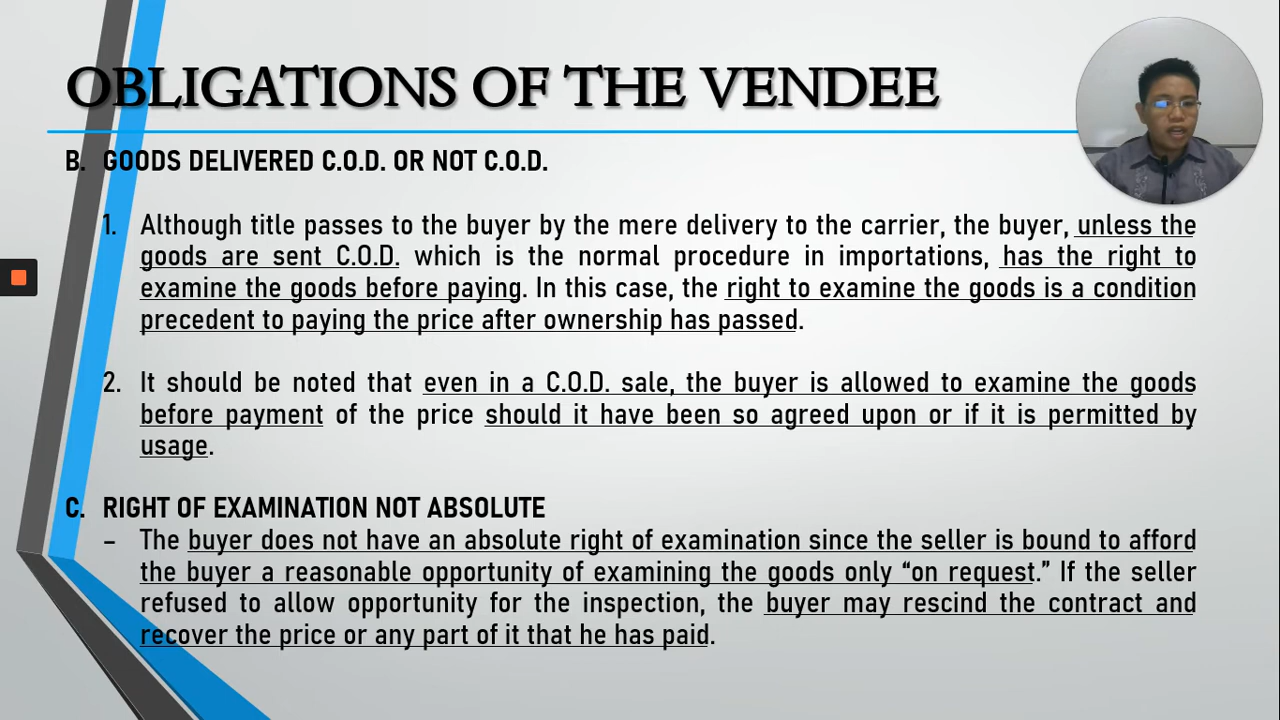 OBLIGATIONS OF THE VENDEE
B. GOODS DELIVERED C.O.D. OR NOT C.O.D.
1. Although title passes to the buyer by the mere delivery to the carrier, the buyer, unless the
goods are sent C.O.D. which is the normal procedure in importations, has the right to
examine the goods before paying. In this case, the right to examine the goods is a condition
precedent to paying the price after ownership has passed.
2. It should be noted that even in a C.O.D. sale, the buyer is allowed to examine the goods
before payment of the price should it have been so agreed upon or if it is permitted by
usage.
C. RIGHT OF EXAMINATION NOT ABSOLUTE
– The buyer does not have an absolute right of examination since the seller is bound to afford
the buyer a reasonable opportunity of examining the goods only “on request.” If the seller
refused to allow opportunity for the inspection, the buyer may rescind the contract and
recover the price or any part of it that he has paid.